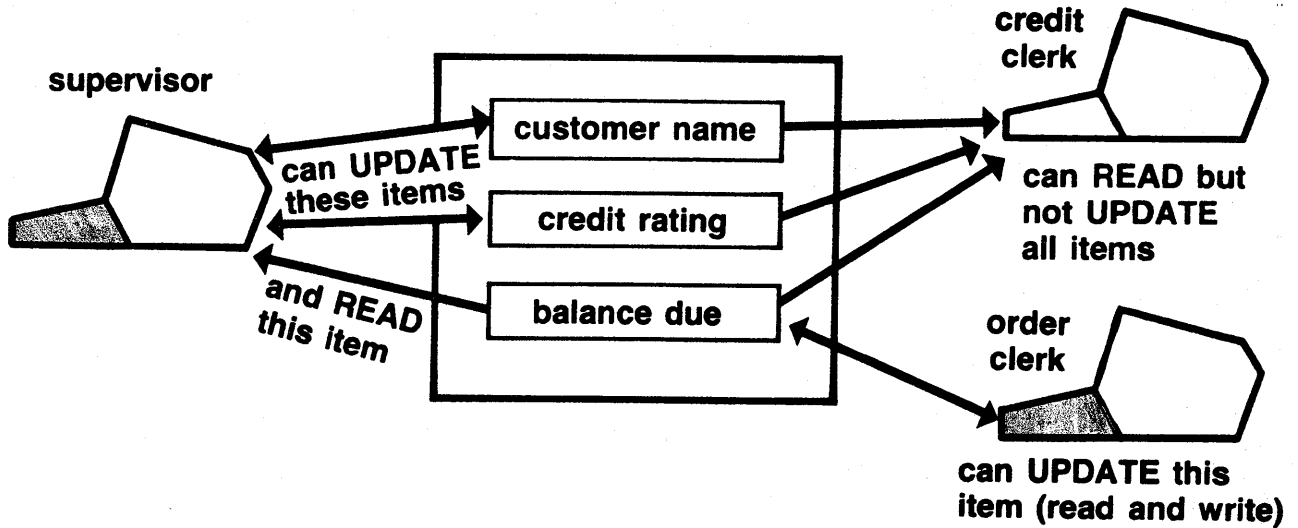 supervisor
can UPDATE
these items
and READ
this item
customer name
credit rating
balance due
credit
clerk
can READ but
not UPDATE
all items
order
clerk
can UPDATE this
item (read and write)